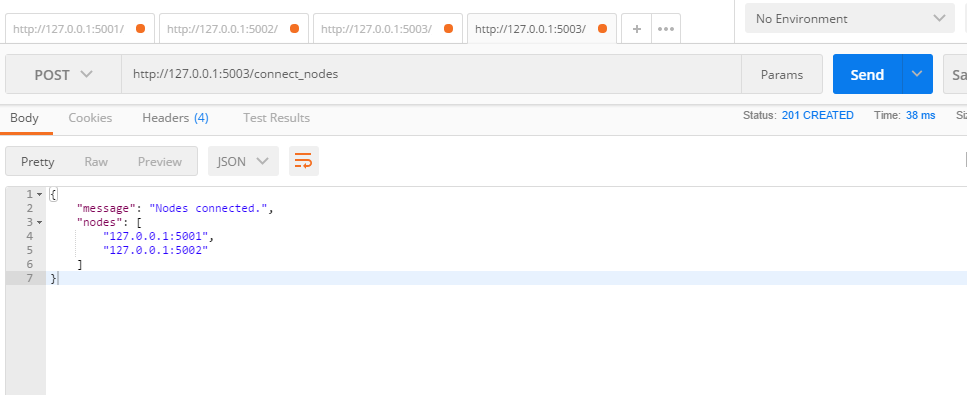 http://127.0.0.1:5001/ http://127.0.0.1:5002/ http://127.0.0.1:5003/ http://127.0.0.1:5003/ + ••• No Environment
POST http://127.0.0.1:5003/connect_nodes Params Send Sa
Body Cookies Headers (4) Test Results Status: 201 CREATED Time: 38 ms Si
Pretty Raw Preview JSON
1 {
2 "message": "Nodes connected.",
3 "nodes": [
4 "127.0.0.1:5001",
5 "127.0.0.1:5002"
6 ]
7 }